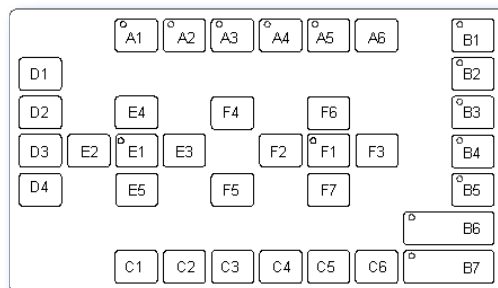 A1 A2 A3 A4 A5 A6 B1
D1 B2
D2 E4 F4 F6 B3
D3 E2 E1 E3 F2 F1 F3 B4
D4 E5 F5 F7 B5
B6
C1 C2 C3 C4 C5 C6 B7